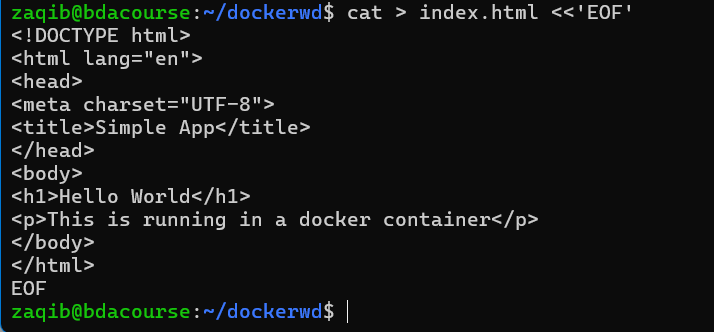 zaqib@bdacourse:~/dockerwd$ cat > index.html <<'EOF'
<!DOCTYPE html>
<html lang="en">
<head>
<meta charset="UTF-8">
<title>Simple App</title>
</head>
<body>
<h1>Hello World</h1>
<p>This is running in a docker container</p>
</body>
</html>
EOF
zaqib@bdacourse:~/dockerwd$